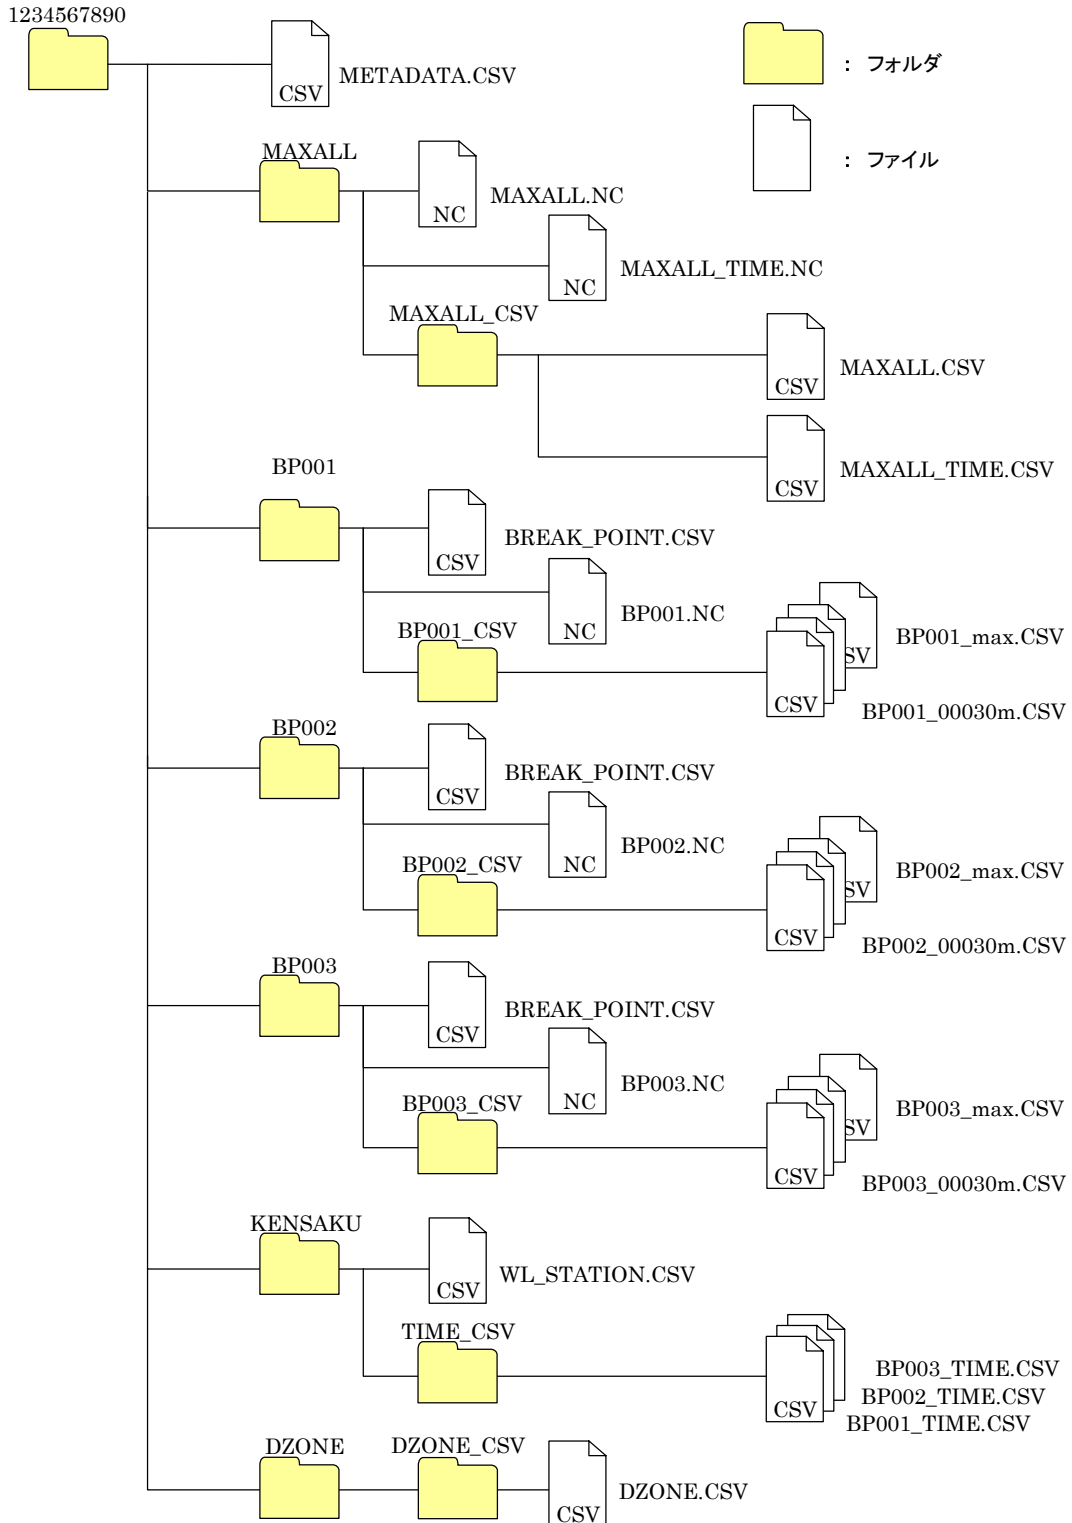 1234567890
CSV
METADATA.CSV
： フォルダ
： ファイル
MAXALL
NC
MAXALL.NC
NC
MAXALL_TIME.NC
MAXALL_CSV
CSV
MAXALL.CSV
CSV
MAXALL_TIME.CSV
BP001
CSV
BREAK_POINT.CSV
NC
BP001.NC
BP001_CSV
SV
BP001_max.CSV
CSV
BP001_00030m.CSV
BP002
CSV
BREAK_POINT.CSV
NC
BP002.NC
BP002_CSV
SV
BP002_max.CSV
CSV
BP002_00030m.CSV
BP003
CSV
BREAK_POINT.CSV
NC
BP003.NC
BP003_CSV
SV
BP003_max.CSV
CSV
BP003_00030m.CSV
KENSAKU
CSV
WL_STATION.CSV
TIME_CSV
CSV
BP003_TIME.CSV
BP002_TIME.CSV
BP001_TIME.CSV
DZONE
DZONE_CSV
CSV
DZONE.CSV